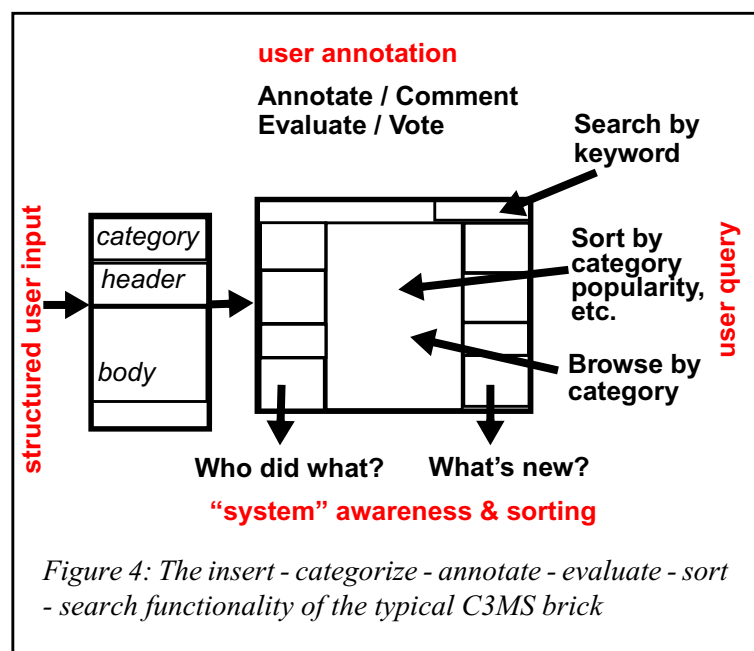 user annotation
Annotate / Comment
Evaluate / Vote
Search by
keyword
structured user input
category
header
body
Sort by
category
popularity,
etc.
Browse by
category
user query
Who did what?
What's new?
“system” awareness & sorting
Figure 4: The insert - categorize - annotate - evaluate - sort
- search functionality of the typical C3MS brick